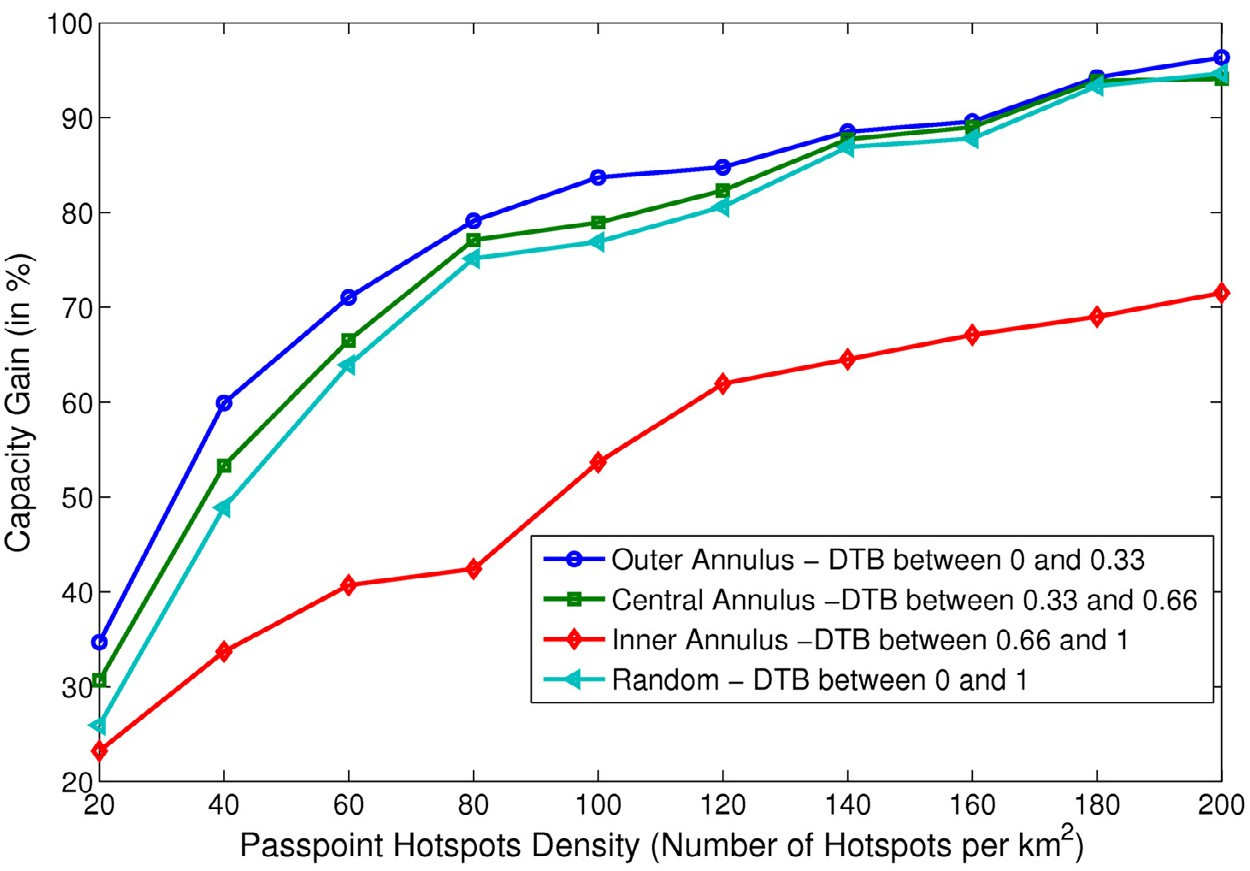 Capacity Gain (in %)
100
90
80
70
60
50
40
30
20
20 40 60 80 100 120 140 160 180 200
Passpoint Hotspots Density (Number of Hotspots per km²)
Outer Annulus – DTB between 0 and 0.33
Central Annulus –DTB between 0.33 and 0.66
Inner Annulus –DTB between 0.66 and 1
Random – DTB between 0 and 1